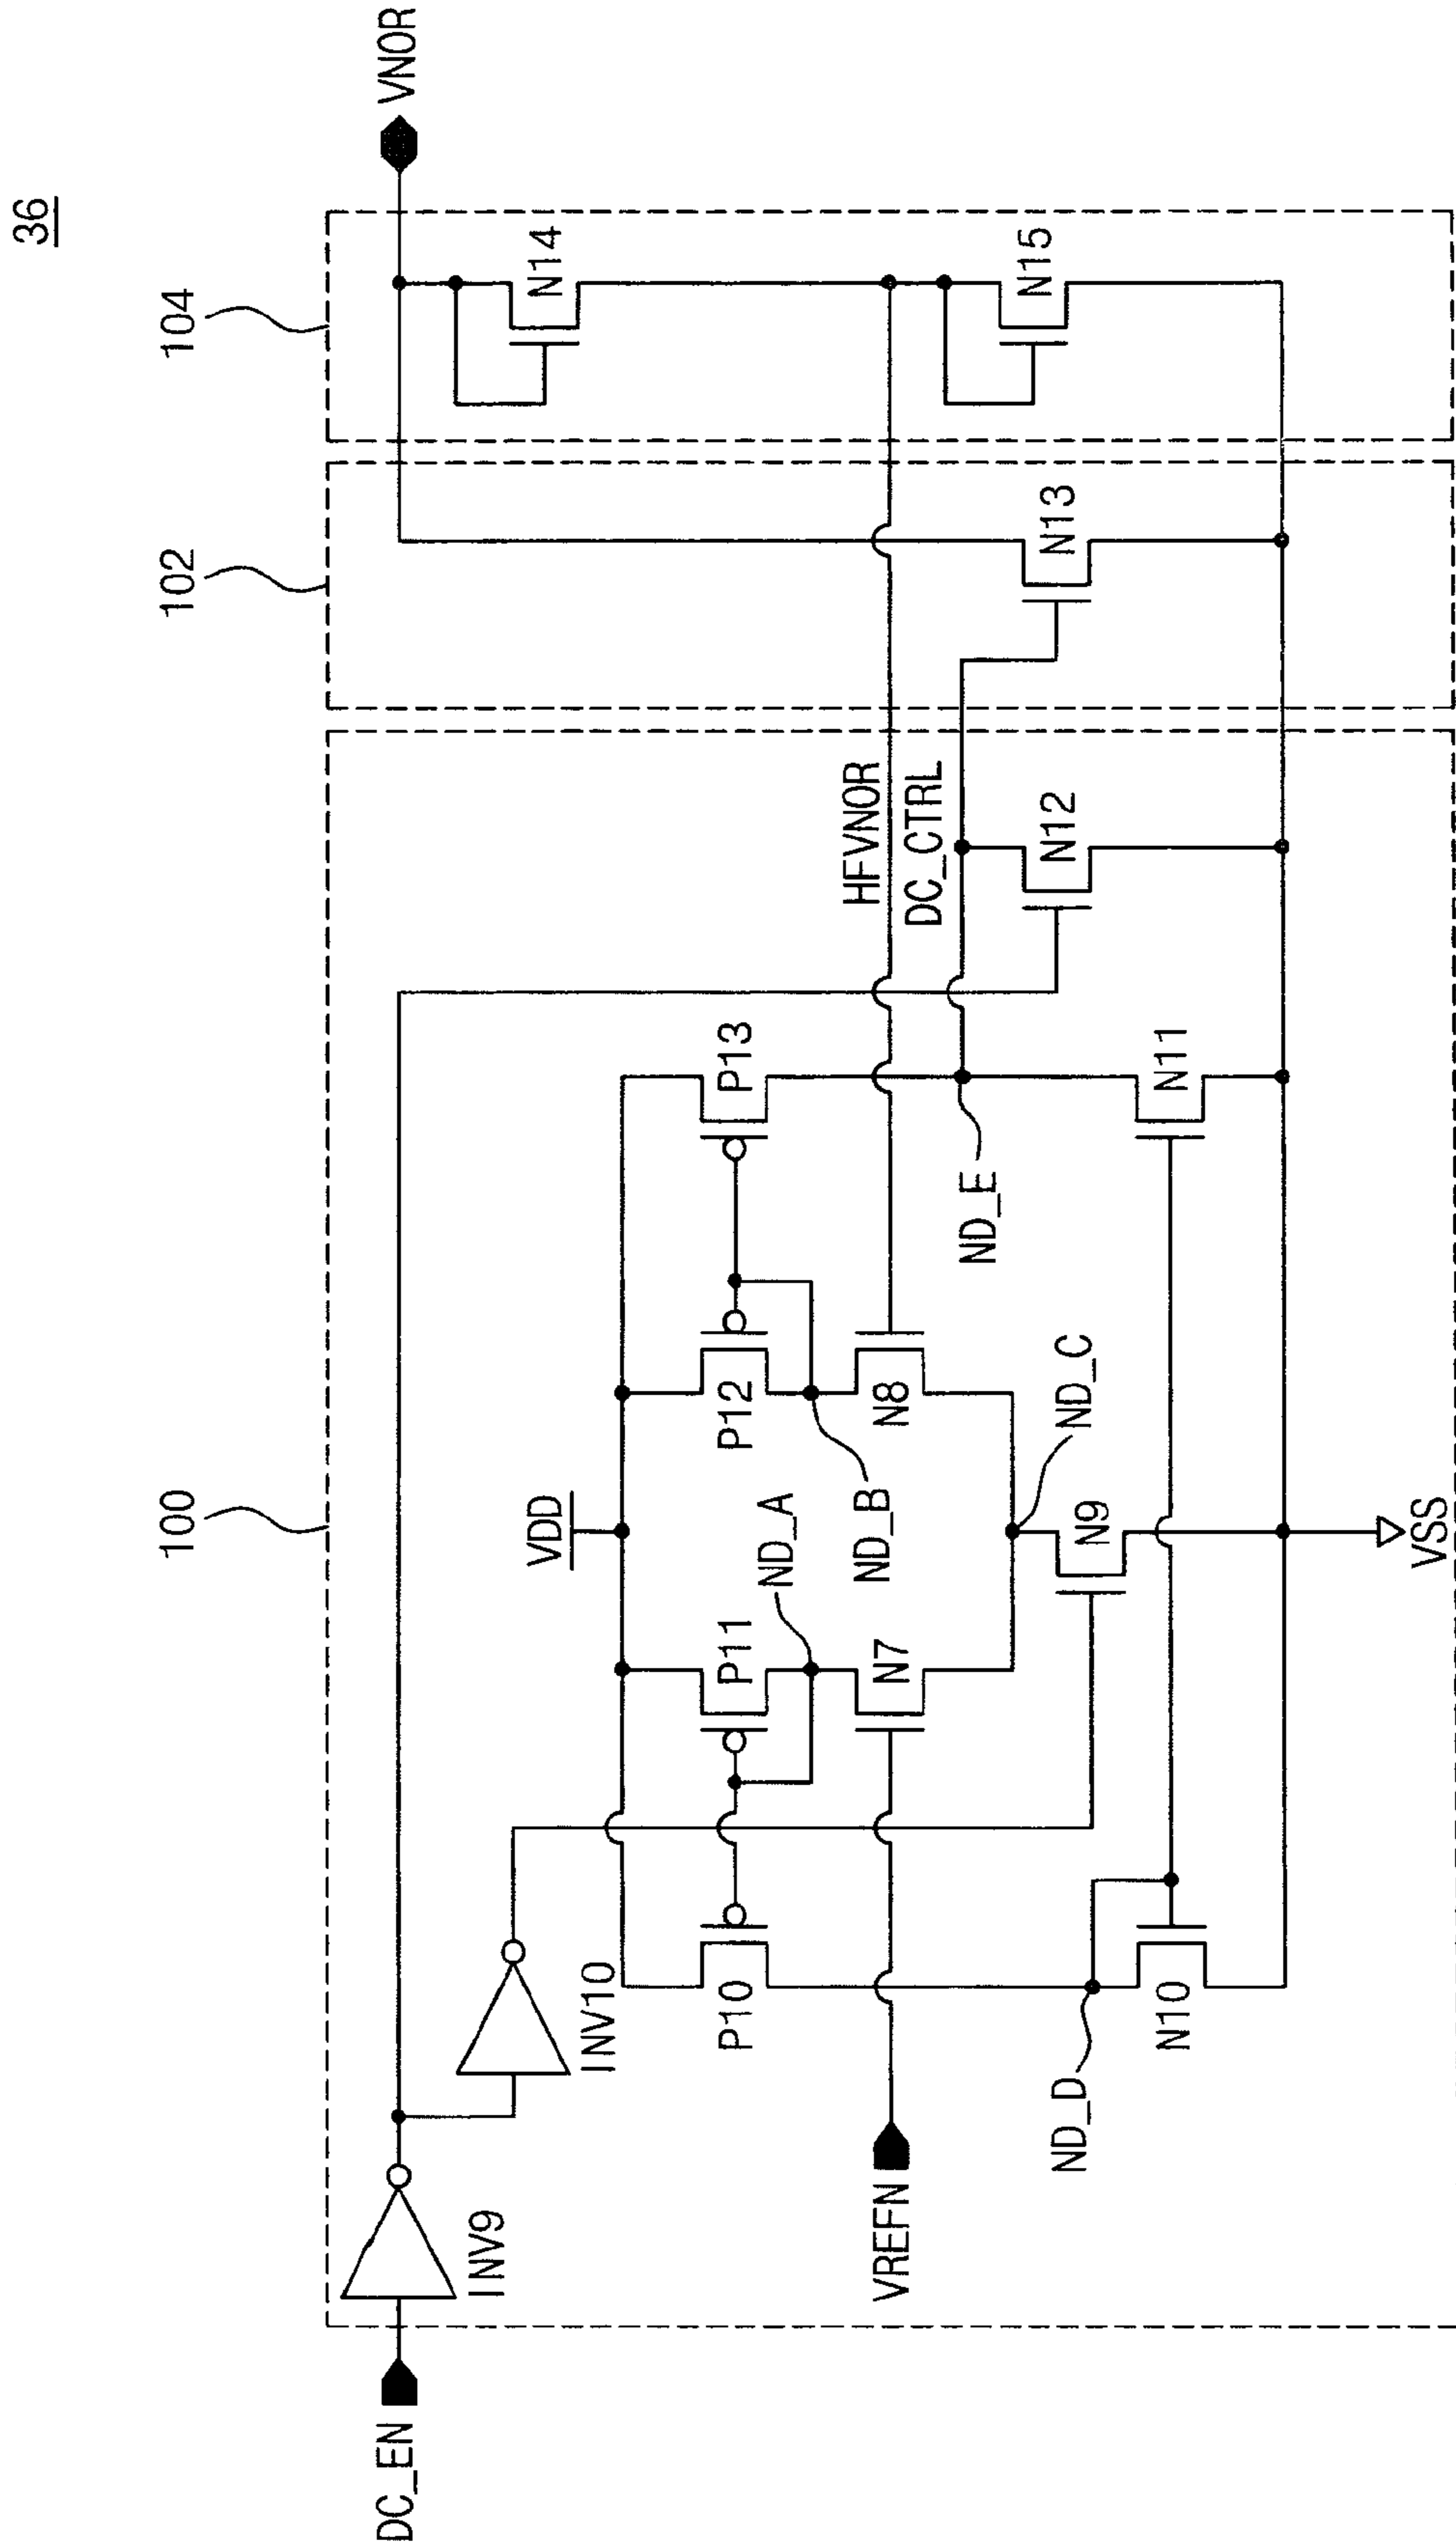 36
100
102
104
DC_EN
INV9
INV10
VNOR
VDD
P10
P11
P12
P13
ND_A
ND_B
HFVNOR
DC_CTRL
VREFN
N7
N8
N14
ND_E
ND_C
ND_D
N9
N10
N11
N12
N13
N15
VSS